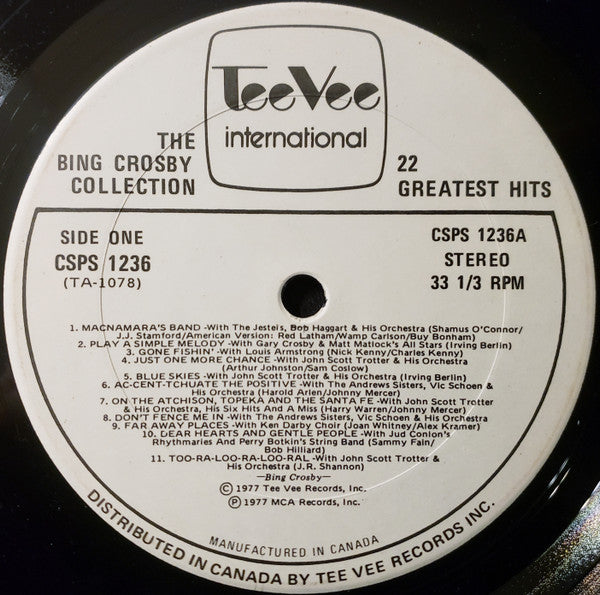 TeeVee
international
THE
BING CROSBY
COLLECTION
22
GREATEST HITS
SIDE ONE
CSPS 1236
(TA-1078)
CSPS 1236A
STEREO
33 1/3 RPM
1. MACNAMARA'S BAND -With The Jesters, Bob Haggart & His Orchestra (Shamus O'Connor/
J.J. Stamford/American Version: Red Latham/Wamp Carlson/Buy Bonham)
2. PLAY A SIMPLE MELODY -With Gary Crosby & Matt Matlock's All Stars (Irving Berlin)
3. GONE FISHIN' -With Louis Armstrong (Nick Kenny/Charles Kenny)
4. JUST ONE MORE CHANCE -With John Scott Trotter & His Orchestra
(Arthur Johnston/Sam Coslow)
5. BLUE SKIES -With John Scott Trotter & His Orchestra (Irving Berlin)
6. AC-CENT-TCHUATE THE POSITIVE -With The Andrews Sisters, Vic Schoen &
His Orchestra (Harold Arlen/Johnny Mercer)
7. ON THE ATCHISON, TOPEKA AND THE SANTA FE -With John Scott Trotter
& His Orchestra, His Six Hits And A Miss (Harry Warren/Johnny Mercer)
8. DON'T FENCE ME IN -With The Andrews Sisters, Vic Schoen & His Orchestra
9. FAR AWAY PLACES -With Ken Darby Choir (Joan Whitney/Alex Kramer)
10. DEAR HEARTS AND GENTLE PEOPLE -With Jud Conlon's
Rhythmaires And Perry Botkin's String Band (Sammy Fain/
Bob Hilliard)
11. TOO-RA-LOO-RA-LOO-RAL -With John Scott Trotter &
His Orchestra (J.R. Shannon)
—Bing Crosby—
© 1977 Tee Vee Records, Inc.
℗ 1977 MCA Records, Inc.
MANUFACTURED IN CANADA
DISTRIBUTED IN CANADA BY TEE VEE RECORDS INC.